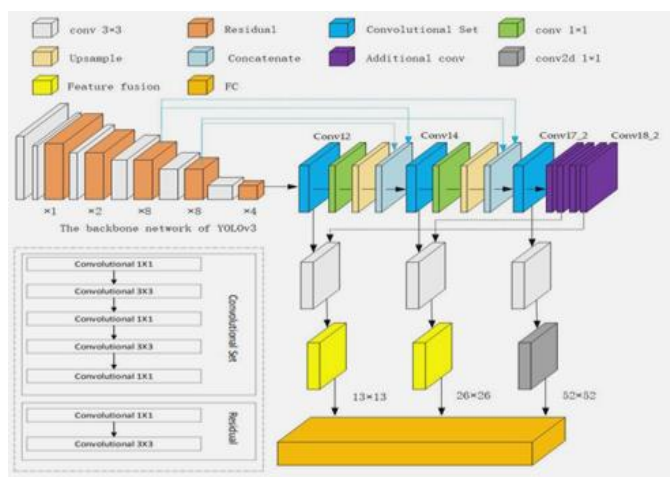 conv 3×3 Residual Convolutional Set conv 1×1
Upsample Concatenate Additional conv conv2d 1×1
Feature fusion FC
Conv12 Conv14 Conv17_2 Conv18_2
×1 ×2 ×8 ×8 ×4
The backbone network of YOLOv3
Convolutional 1X1
Convolutional 3X3
Convolutional 1X1
Convolutional 3X3
Convolutional 1X1
Convolutional Set
Convolutional 1X1
Convolutional 3X3
Residual
13×13 26×26 52×52